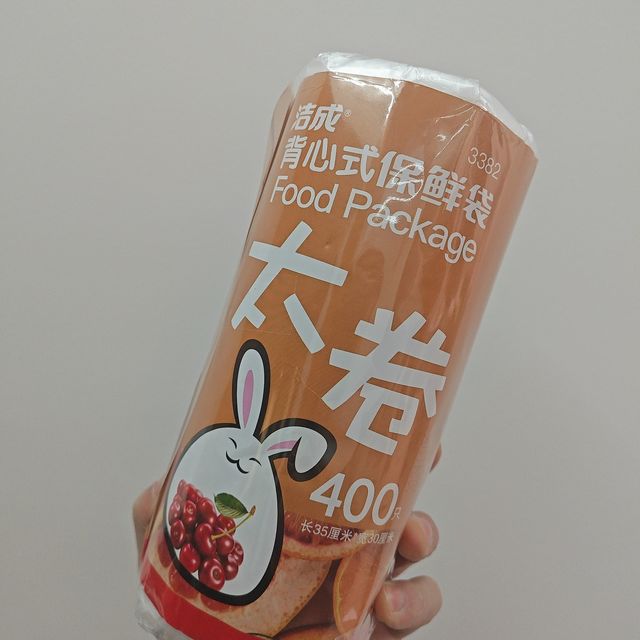 洁成®
背心式保鲜袋
3382
Food Package
大卷
400只
长35厘米*宽30厘米